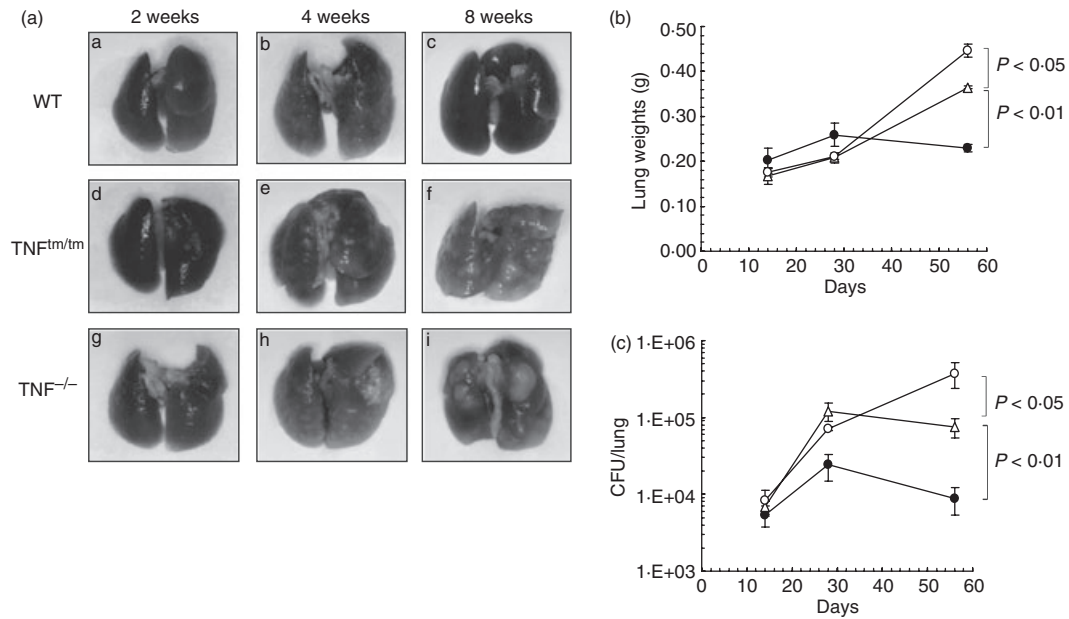 (a)
2 weeks 4 weeks 8 weeks
WT
a b c
TNFtm/tm
d e f
TNF–/–
g h i
(b)
Lung weights (g)
0·50
0·40
0·30
0·20
0·10
0·00
0 10 20 30 40 50 60
Days
P < 0·05
P < 0·01
(c)
CFU/lung
1·E+06
1·E+05
1·E+04
1·E+03
0 10 20 30 40 50 60
Days
P < 0·05
P < 0·01